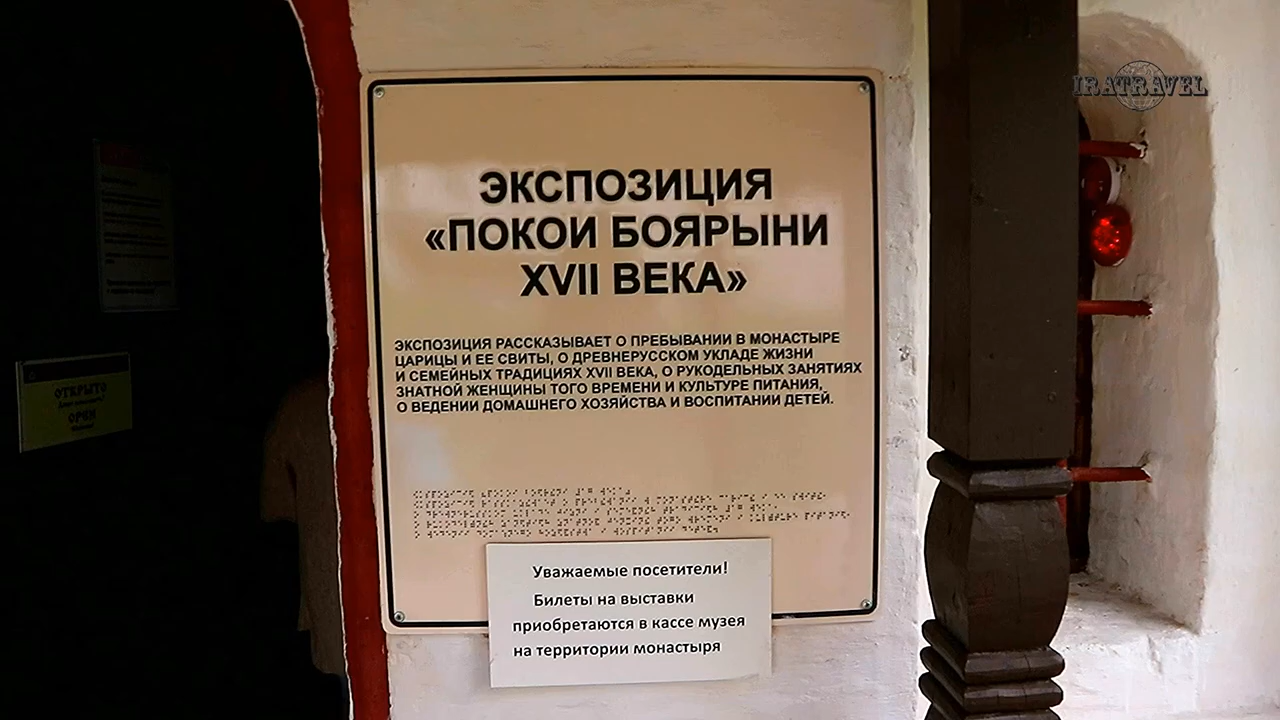 IRATRAVEL
ЭКСПОЗИЦИЯ
«ПОКОИ БОЯРЫНИ
XVII ВЕКА»
ЭКСПОЗИЦИЯ РАССКАЗЫВАЕТ О ПРЕБЫВАНИИ В МОНАСТЫРЕ
ЦАРИЦЫ И ЕЕ СВИТЫ, О ДРЕВНЕРУССКОМ УКЛАДЕ ЖИЗНИ
И СЕМЕЙНЫХ ТРАДИЦИЯХ XVII ВЕКА, О РУКОДЕЛЬНЫХ ЗАНЯТИЯХ
ЗНАТНОЙ ЖЕНЩИНЫ ТОГО ВРЕМЕНИ И КУЛЬТУРЕ ПИТАНИЯ,
О ВЕДЕНИИ ДОМАШНЕГО ХОЗЯЙСТВА И ВОСПИТАНИИ ДЕТЕЙ.
Уважаемые посетители!
Билеты на выставки
приобретаются в кассе музея
на территории монастыря
ОТКРЫТО
OPEN